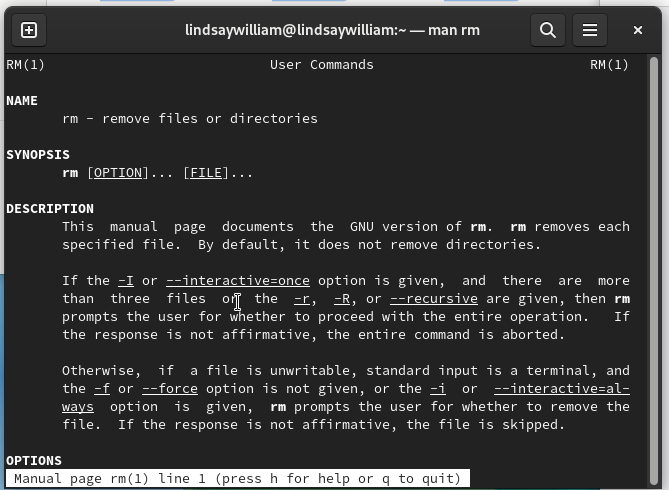 lindsaywilliam@lindsaywilliam:~ — man rm
RM(1) User Commands RM(1)
NAME
rm - remove files or directories
SYNOPSIS
rm [OPTION]... [FILE]...
DESCRIPTION
This manual page documents the GNU version of rm. rm removes each
specified file. By default, it does not remove directories.
If the -I or --interactive=once option is given, and there are more
than three files or the -r, -R, or --recursive are given, then rm
prompts the user for whether to proceed with the entire operation. If
the response is not affirmative, the entire command is aborted.
Otherwise, if a file is unwritable, standard input is a terminal, and
the -f or --force option is not given, or the -i or --interactive=al-
ways option is given, rm prompts the user for whether to remove the
file. If the response is not affirmative, the file is skipped.
OPTIONS
Manual page rm(1) line 1 (press h for help or q to quit)